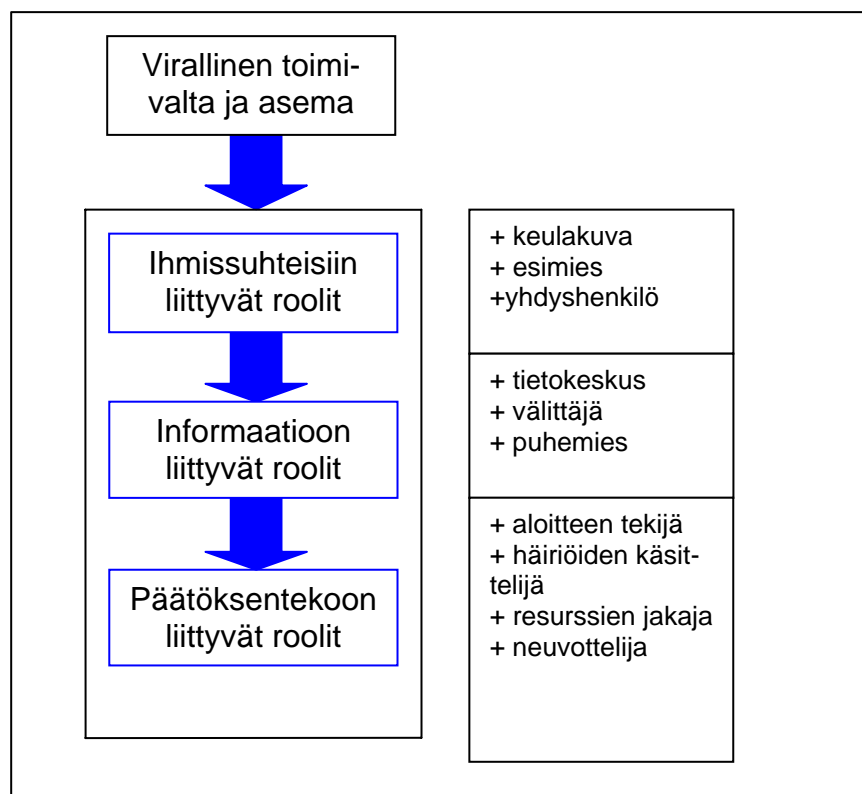 Virallinen toimi-
valta ja asema
Ihmissuhteisiin
liittyvät roolit
+ keulakuva
+ esimies
+yhdyshenkilö
Informaatioon
liittyvät roolit
+ tietokeskus
+ välittäjä
+ puhemies
Päätöksentekoon
liittyvät roolit
+ aloitteen tekijä
+ häiriöiden käsit-
telijä
+ resurssien jakaja
+ neuvottelija